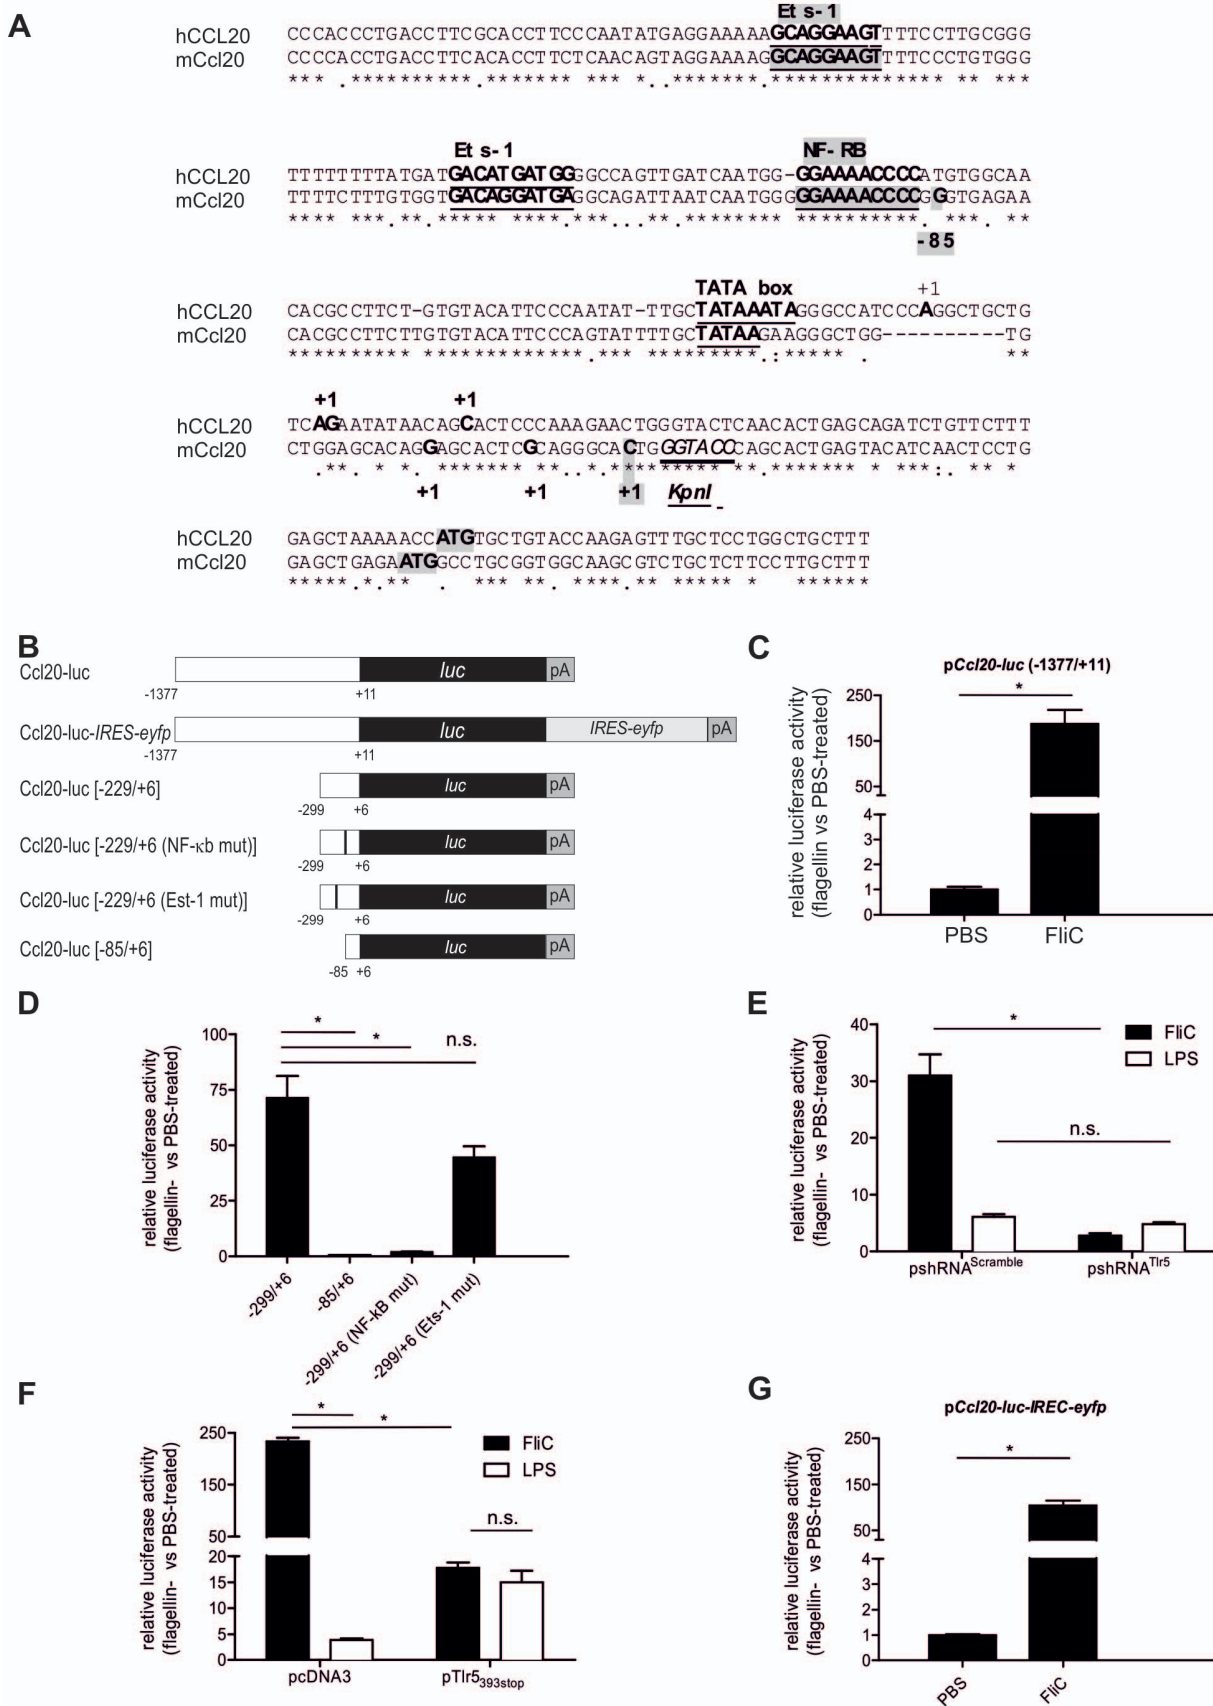 A
Ets-1
hCCL20 CCCACCCTGACCTTCGCACCTTCCCAATATGAGGAAAAAGCAGGAAGTTTTCCTTGCGGG
mCcl20 CCCCACCTGACCTTCACACCTTCTCAACAGTAGGAAAAGGCAGGAAGTTTTCCCTGTGGG
Ets-1 NF-RB
hCCL20 TTTTTTTTTATGATGACATGATGGGGCCAGTTGATCAATGG-GGAAAACCCCATGTGGCAA
mCcl20 TTTTCTTTGTGGTGACAGGATGAGGCAGATTAATCAATGGGGGAAAACCCCGGGTGAGAA
-85
TATA box +1
hCCL20 CACGCCTTCT-GTGTACATTCCCAATAT-TTGCTATAAATAGGGCCATCCCAGGCTGCTG
mCcl20 CACGCCTTCTTGTGTACATTCCCAGTATTTTGCTATAAGAAGGGCTGG----------TG
+1 +1
hCCL20 TCAGAATATAACAGCACTCCCAAAGAACTGGGTACTCAACACTGAGCAGATCTGTTCTTT
mCcl20 CTGGAGCACAGGAGCACTCGCAGGGCACTGGGTACCCAGCACTGAGTACATCAACTCCTG
+1 +1 +1 KpnI
hCCL20 GAGCTAAAAACCATGTGCTGTACCAAGAGTTTGCTCCTGGCTGCTTT
mCcl20 GAGCTGAGAATGGCCTGCGGTGGCAAGCGTCTGCTCTTCCTTGCTTT
B
Ccl20-luc luc pA
-1377 +11
Ccl20-luc-IRES-eyfp luc IRES-eyfp pA
-1377 +11
Ccl20-luc [-229/+6] luc pA
-299 +6
Ccl20-luc [-229/+6 (NF-κb mut)] luc pA
-299 +6
Ccl20-luc [-229/+6 (Est-1 mut)] luc pA
-299 +6
Ccl20-luc [-85/+6] luc pA
-85 +6
C
pCcl20-luc (-1377/+11)
*
relative luciferase activity
(flagellin vs PBS-treated)
250
150
50
4
3
2
1
0
PBS FliC
D
* * n.s.
relative luciferase activity
(flagellin- vs PBS-treated)
100
75
50
25
0
-299/+6
-85/+6
-299/+6 (NF-kB mut)
-299/+6 (Ets-1 mut)
E
*
FliC
LPS
n.s.
relative luciferase activity
(flagellin- vs PBS-treated)
40
30
20
10
0
pshRNAScramble pshRNATlr5
F
* *
FliC
LPS
n.s.
relative luciferase activity
(flagellin- vs PBS-treated)
250
150
50
20
15
10
5
0
pcDNA3 pTlr5393stop
G
pCcl20-luc-IREC-eyfp
*
relative luciferase activity
(flagellin- vs PBS-treated)
250
150
50
4
3
2
1
0
PBS FliC